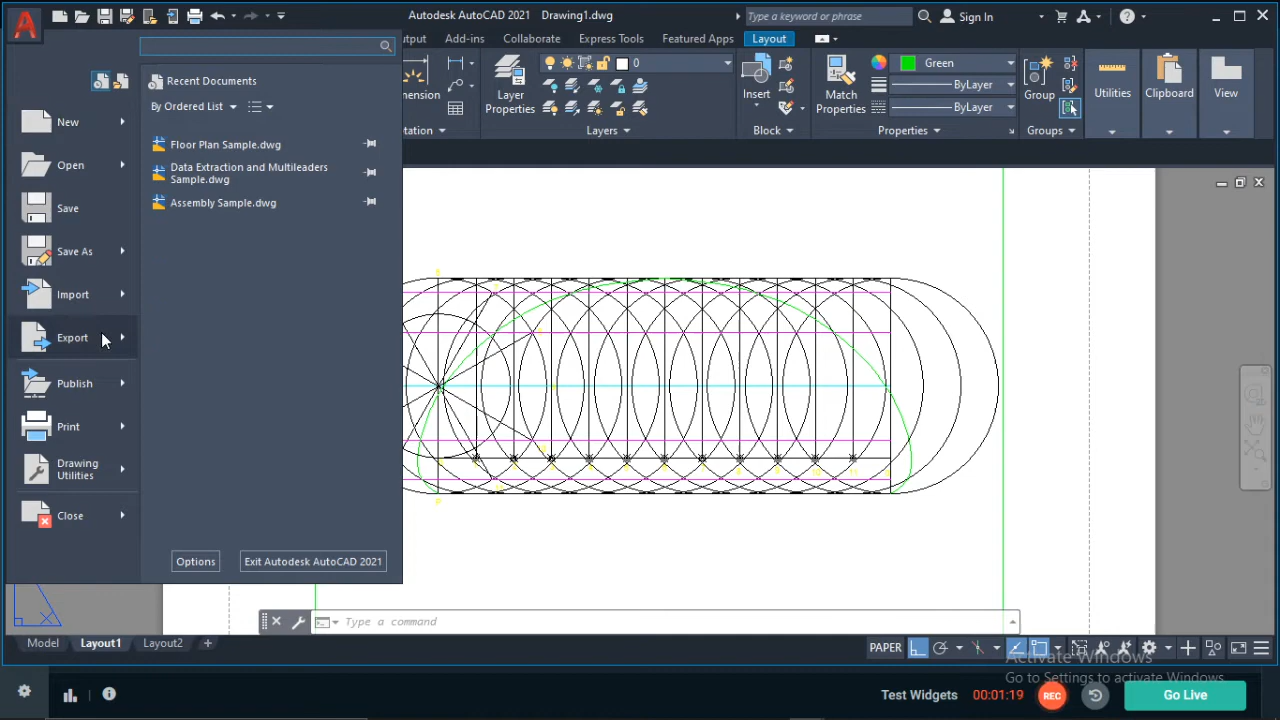 Autodesk AutoCAD 2021 Drawing1.dwg
Type a keyword or phrase
Sign In
Add-ins
Collaborate
Express Tools
Featured Apps
Layout
Recent Documents
By Ordered List
Floor Plan Sample.dwg
Data Extraction and Multileaders
Sample.dwg
Assembly Sample.dwg
New
Open
Save
Save As
Import
Export
Publish
Print
Drawing
Utilities
Close
Options
Exit Autodesk AutoCAD 2021
Layer
Properties
0
Layers
Insert
Block
Match
Properties
Green
ByLayer
ByLayer
Properties
Group
Groups
Utilities
Clipboard
View
Type a command
Model
Layout1
Layout2
+
PAPER
Activate Windows
Go to Settings to activate Windows.
Test Widgets
00:01:19
REC
Go Live